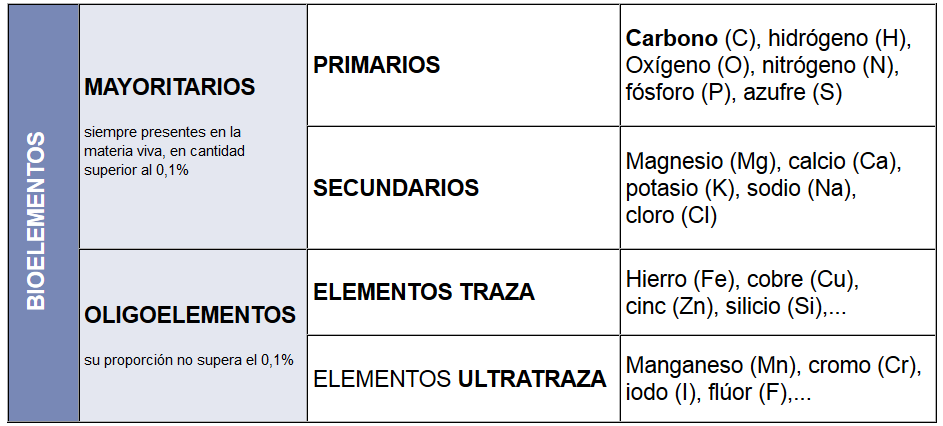 BIOELEMENTOS
MAYORITARIOS
siempre presentes en la
materia viva, en cantidad
superior al 0,1%
PRIMARIOS
Carbono (C), hidrógeno (H),
Oxígeno (O), nitrógeno (N),
fósforo (P), azufre (S)
SECUNDARIOS
Magnesio (Mg), calcio (Ca),
potasio (K), sodio (Na),
cloro (Cl)
OLIGOELEMENTOS
su proporción no supera el 0,1%
ELEMENTOS TRAZA
Hierro (Fe), cobre (Cu),
cinc (Zn), silicio (Si),...
ELEMENTOS ULTRATRAZA
Manganeso (Mn), cromo (Cr),
iodo (I), flúor (F),...